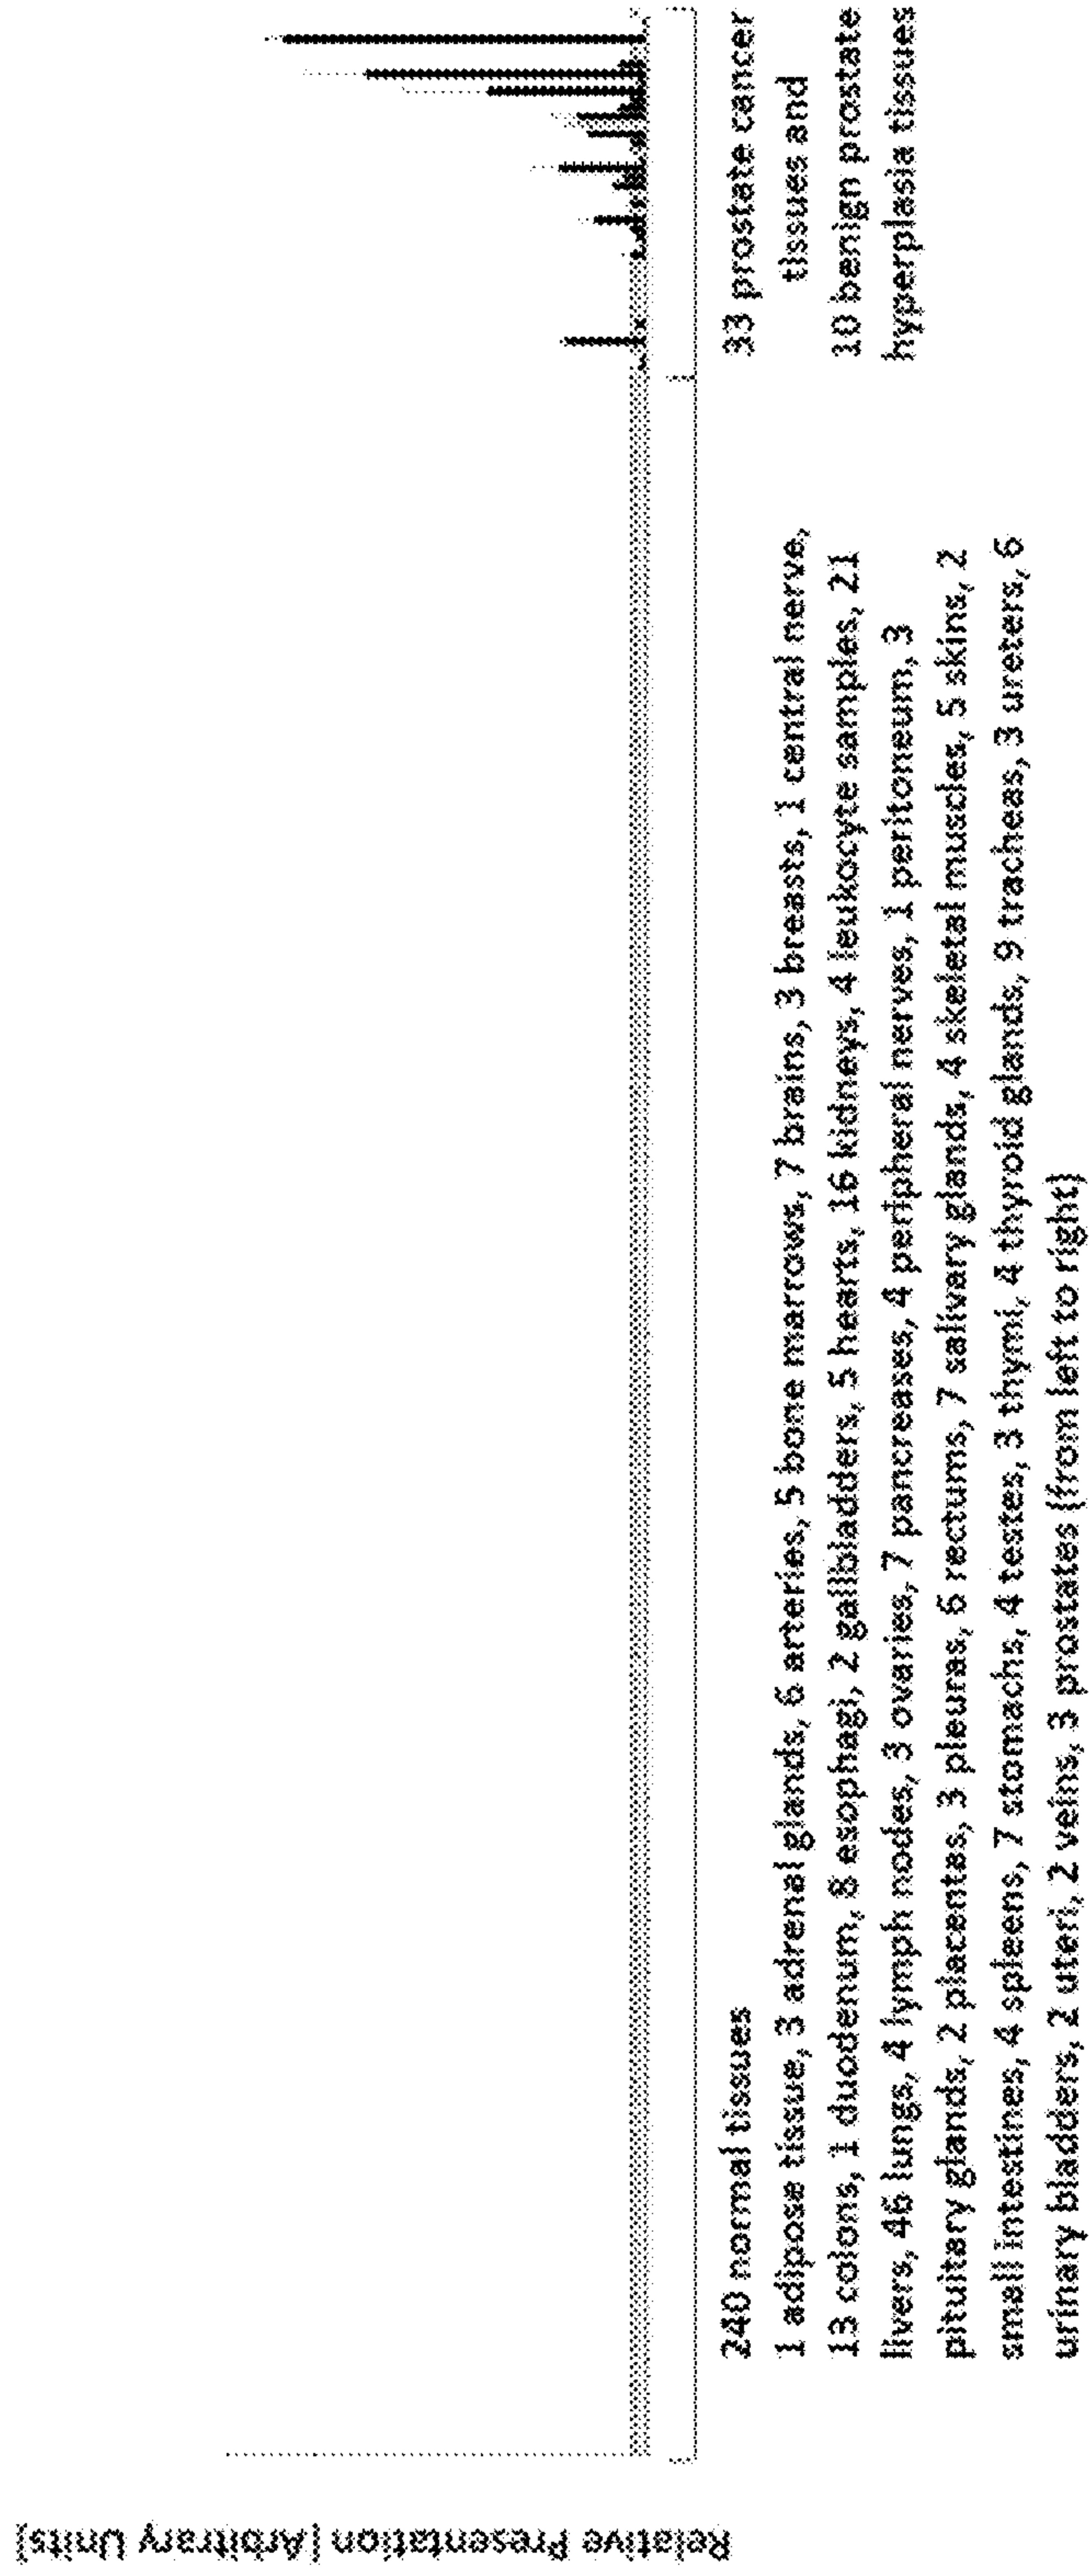 Relative Presentation [Arbitrary Units]
240 normal tissues
1 adipose tissue, 3 adrenal glands, 6 arteries, 5 bone marrows, 7 brains, 3 breasts, 1 central nerve,
13 colons, 1 duodenum, 8 esophagi, 2 gallbladders, 5 hearts, 16 kidneys, 4 leukocyte samples, 21
livers, 46 lungs, 4 lymph nodes, 3 ovaries, 7 pancreases, 4 peripheral nerves, 1 peritoneum, 3
pituitary glands, 2 placentas, 3 pleuras, 6 rectums, 7 salivary glands, 4 skeletal muscles, 5 skins, 2
small intestines, 4 spleens, 7 stomachs, 4 testes, 3 thymi, 4 thyroid glands, 9 tracheas, 3 ureters, 6
urinary bladders, 2 uteri, 2 veins, 3 prostates (from left to right)
33 prostate cancer
tissues and
10 benign prostate
hyperplasia tissues